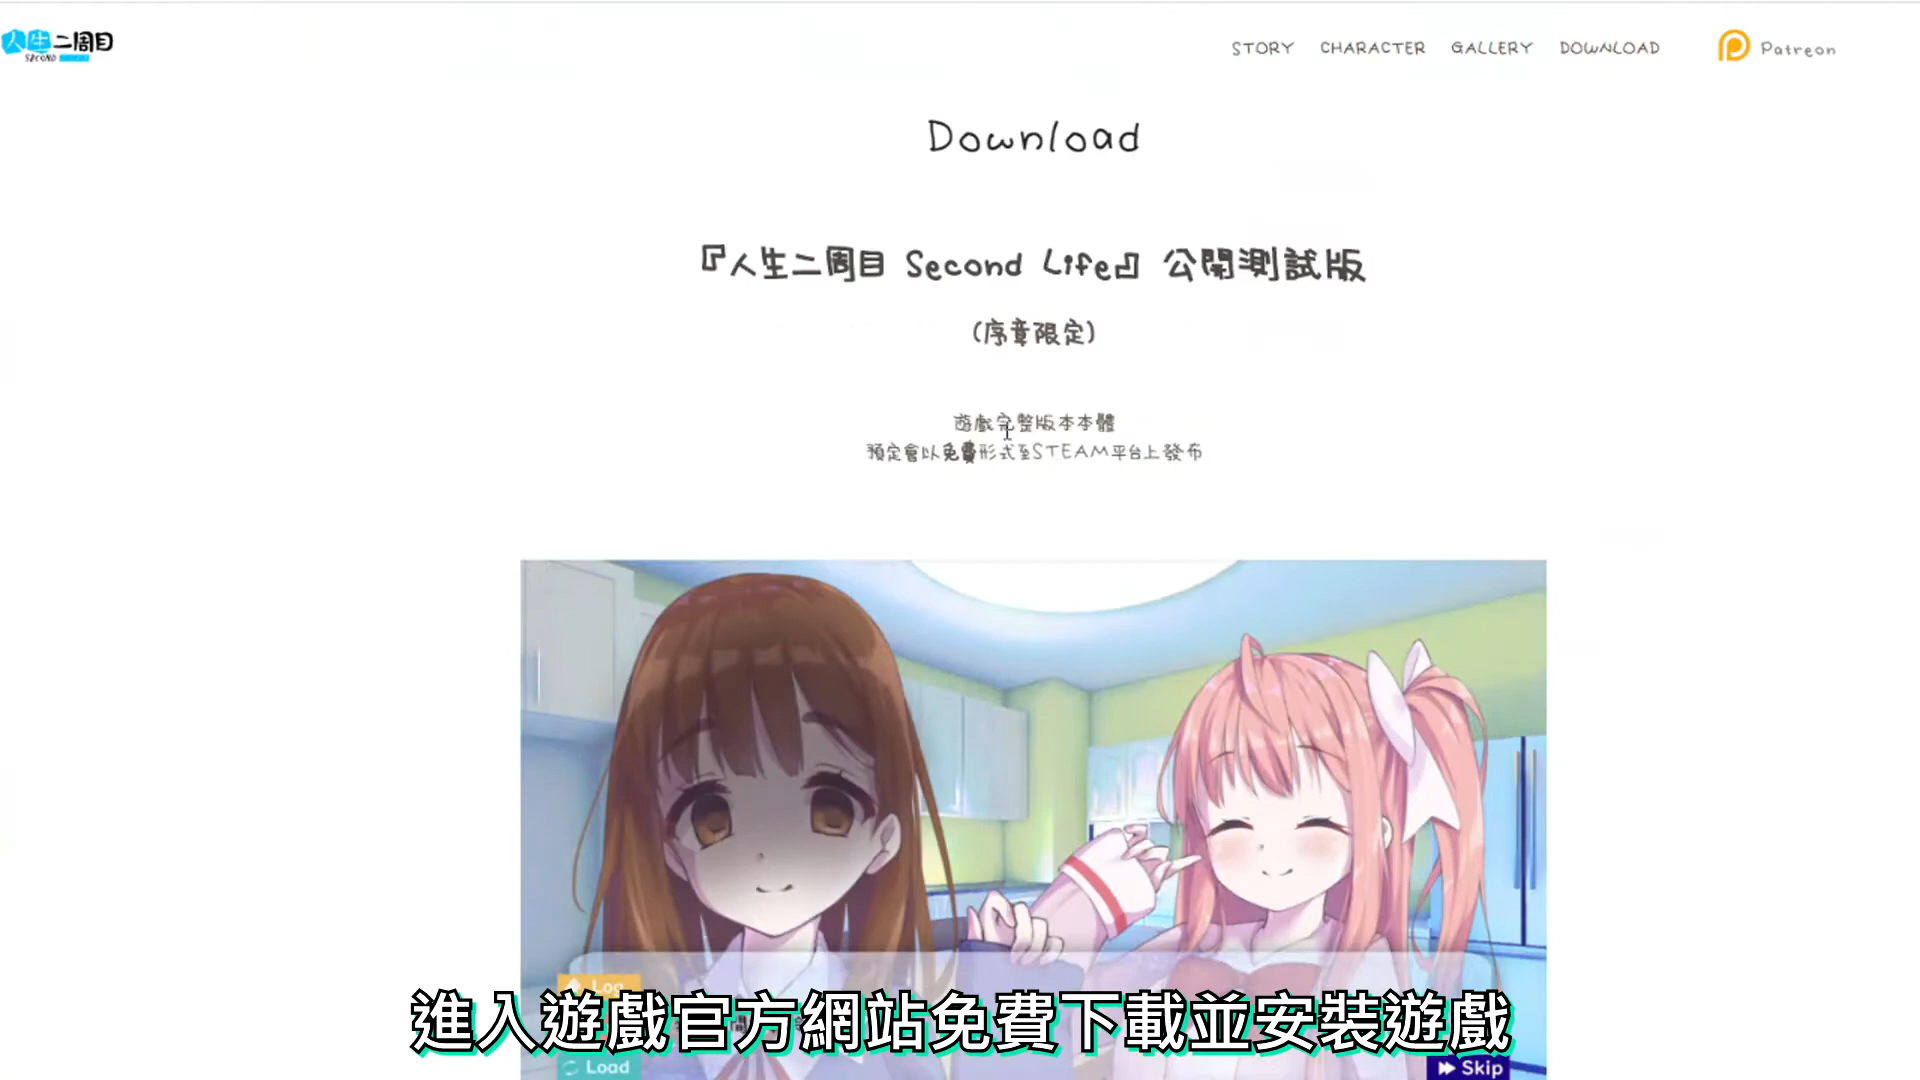 人生二周目
SECOND
STORY CHARACTER GALLERY DOWNLOAD Patreon
Download
『人生二周目 Second Life』公開測試版
(序章限定)
遊戲完整版本本體
預定會以免費形式至STEAM平台上發布
Log
進入遊戲官方網站免費下載並安裝遊戲
Load
Skip